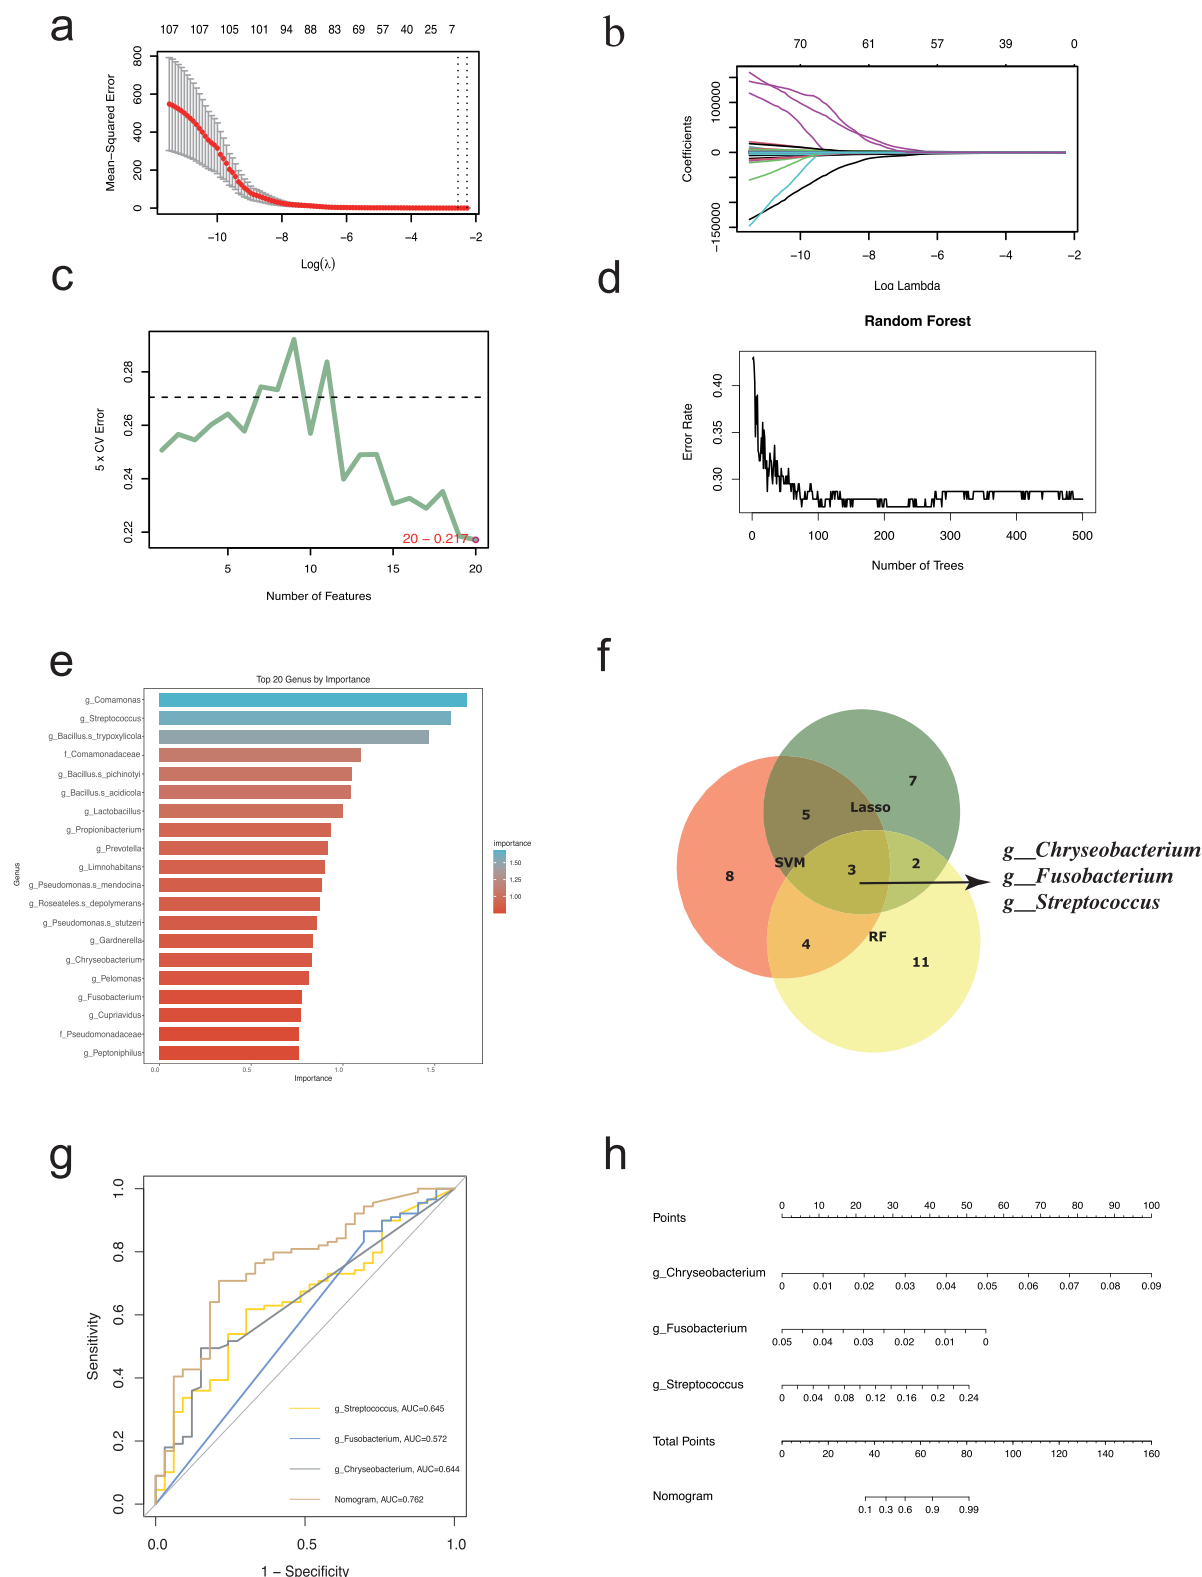 a
107 107 105 101 94 88 83 69 57 40 25 7
Mean−Squared Error
800
600
400
200
0
−10 −8 −6 −4 −2
Log(λ)
b
70 61 57 39 0
Coefficients
100000
0
−150000
−10 −8 −6 −4 −2
Log Lambda
c
5 x CV Error
0.28
0.26
0.24
0.22
20 − 0.217
5 10 15 20
Number of Features
d
Random Forest
Error Rate
0.40
0.35
0.30
0 100 200 300 400 500
Number of Trees
e
Top 20 Genus by Importance
Genus
g_Comamonas
g_Streptococcus
g_Bacillus.s_trypoxylicola
f_Comamonadaceae
g_Bacillus.s_pichinotyi
g_Bacillus.s_acidicola
g_Lactobacillus
g_Propionibacterium
g_Prevotella
g_Limnohabitans
g_Pseudomonas.s_mendocina
g_Roseateles.s_depolymerans
g_Pseudomonas.s_stutzeri
g_Gardnerella
g_Chryseobacterium
g_Pelomonas
g_Fusobacterium
g_Cupriavidus
f_Pseudomonadaceae
g_Peptoniphilus
0.0 0.5 1.0 1.5
Importance
importance
1.50
1.25
1.00
f
7
Lasso
5
SVM
3
2
8
4
RF
11
g__Chryseobacterium
g__Fusobacterium
g__Streptococcus
g
Sensitivity
1.0
0.8
0.6
0.4
0.2
0.0
g_Streptococcus, AUC=0.645
g_Fusobacterium, AUC=0.572
g_Chryseobacterium, AUC=0.644
Nomogram, AUC=0.762
0.0 0.5 1.0
1 − Specificity
h
Points
0 10 20 30 40 50 60 70 80 90 100
g_Chryseobacterium
0 0.01 0.02 0.03 0.04 0.05 0.06 0.07 0.08 0.09
g_Fusobacterium
0.05 0.04 0.03 0.02 0.01 0
g_Streptococcus
0 0.04 0.08 0.12 0.16 0.2 0.24
Total Points
0 20 40 60 80 100 120 140 160
Nomogram
0.1 0.3 0.6 0.9 0.99